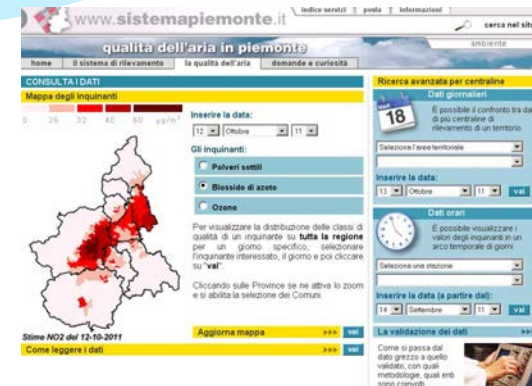 indice servizi | posta | informazioni
www.sistemapiemonte.it
cerca nel sito
qualità dell'aria in piemonte
ambiente
home
il sistema di rilevamento
la qualità dell'aria
domande e curiosità
CONSULTA I DATI
Mappa degli inquinanti
0 26 32 40 60 µg/m³
Stime NO2 del 12-10-2011
Come leggere i dati
Inserire la data:
12 Ottobre 11
Gli inquinanti:
Polveri sottili
Biossido di azoto
Ozono
Per visualizzare la distribuzione delle classi di
qualità di un inquinante su tutta la regione
per un giorno specifico, selezionare
l'inquinante interessato, il giorno e poi cliccare
su "vai".
Cliccando sulle Province se ne attiva lo zoom
e si abilita la selezione dei Comuni.
Aggiorna mappa >>> vai
>>> vai
Ricerca avanzata per centraline
Dati giornalieri
18
È possibile il confronto tra dati
di più centraline di
rilevamento di un territorio
Seleziona l'area territoriale
Inserire la data:
13 Ottobre 11 vai
Dati orari
È possibile visualizzare i
valori degli inquinanti in un
arco temporale di giorni
Seleziona una stazione
Inserire la data (a partire dal):
14 Settembre 11 vai
La validazione dei dati >>>
Come si passa dal
dato grezzo a quello
validato, con quali
metodologie, quali enti
sono coinvolti